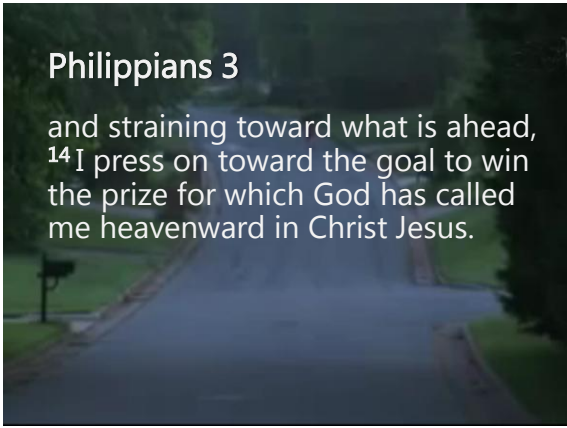 Philippians 3
and straining toward what is ahead,
14 I press on toward the goal to win
the prize for which God has called
me heavenward in Christ Jesus.